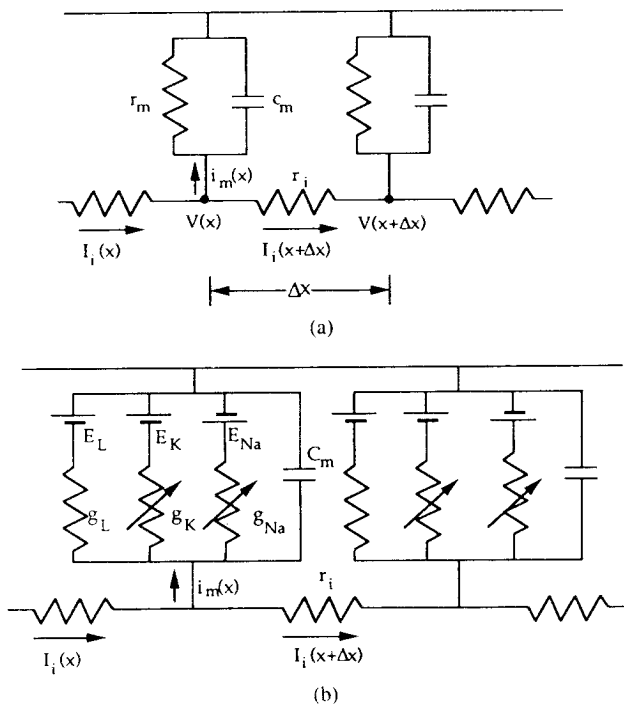 r_m c_m
i_m(x) r_i
V(x) V(x+Δx)
I_i(x) I_i(x+Δx)
Δx
(a)
E_L E_K E_Na C_m
g_L g_K g_Na
i_m(x) r_i
I_i(x) I_i(x+Δx)
(b)